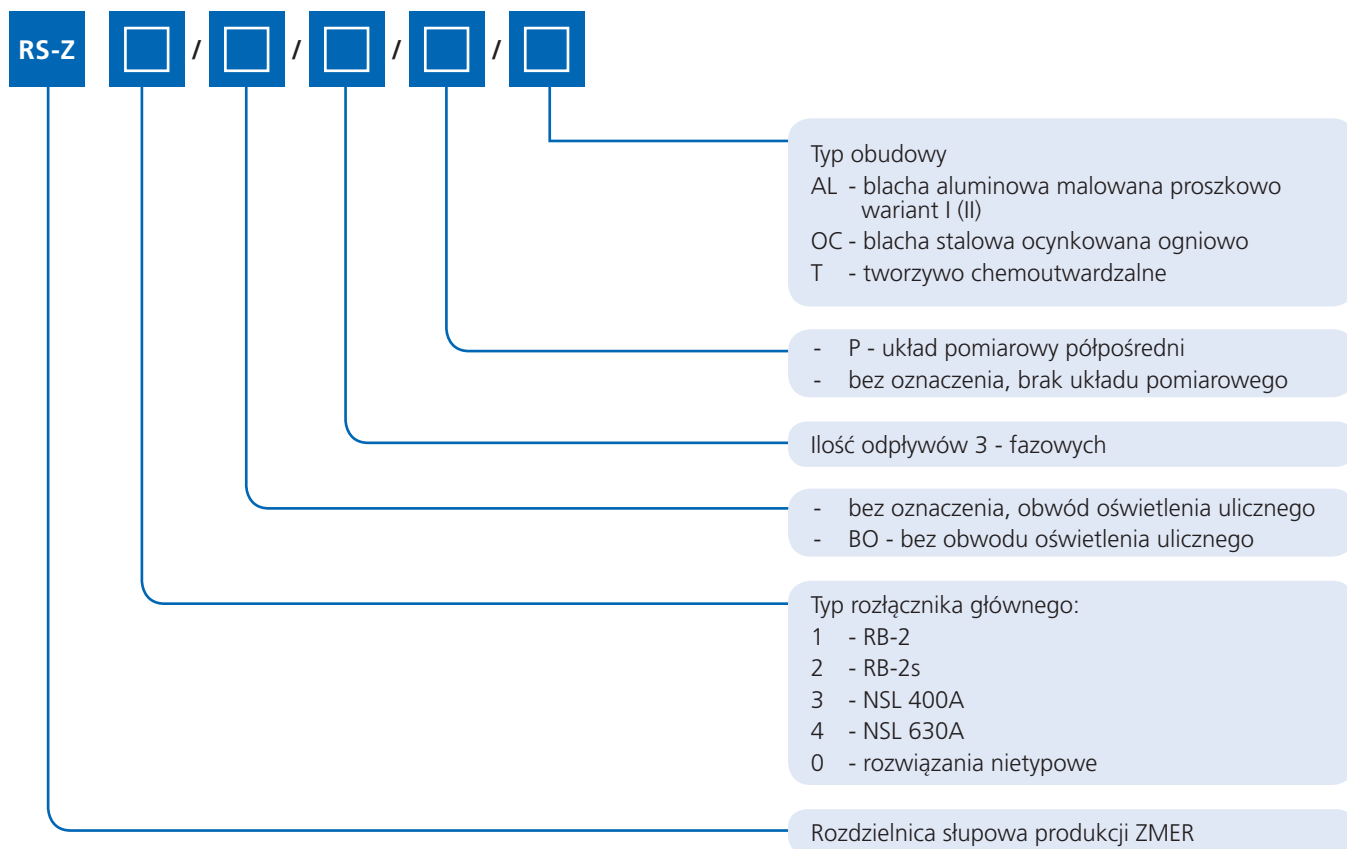 RS-Z / / / /
Typ obudowy
AL - blacha aluminowa malowana proszkowo
wariant I (II)
OC - blacha stalowa ocynkowana ogniowo
T - tworzywo chemoutwardzalne
- P - układ pomiarowy półpośredni
- bez oznaczenia, brak układu pomiarowego
Ilość odpływów 3 - fazowych
- bez oznaczenia, obwód oświetlenia ulicznego
- BO - bez obwodu oświetlenia ulicznego
Typ rozłącznika głównego:
1 - RB-2
2 - RB-2s
3 - NSL 400A
4 - NSL 630A
0 - rozwiązania nietypowe
Rozdzielnica słupowa produkcji ZMER